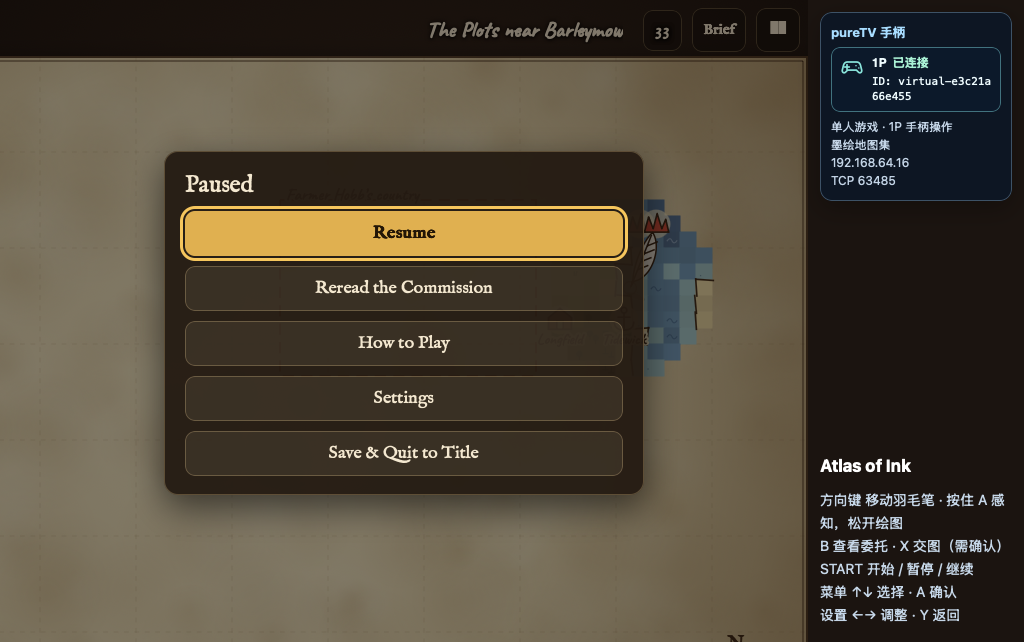 The Plots near Barleymow
33
Brief
Paused
Resume
Reread the Commission
How to Play
Settings
Save & Quit to Title
N
pureTV 手柄
1P 已连接
ID: virtual-e3c21a
66e455
单人游戏 · 1P 手柄操作
墨绘地图集
192.168.64.16
TCP 63485
Atlas of Ink
方向键 移动羽毛笔 · 按住 A 感
知，松开绘图
B 查看委托 · X 交图（需确认）
START 开始 / 暂停 / 继续
菜单 ↑↓ 选择 · A 确认
设置 ←→ 调整 · Y 返回